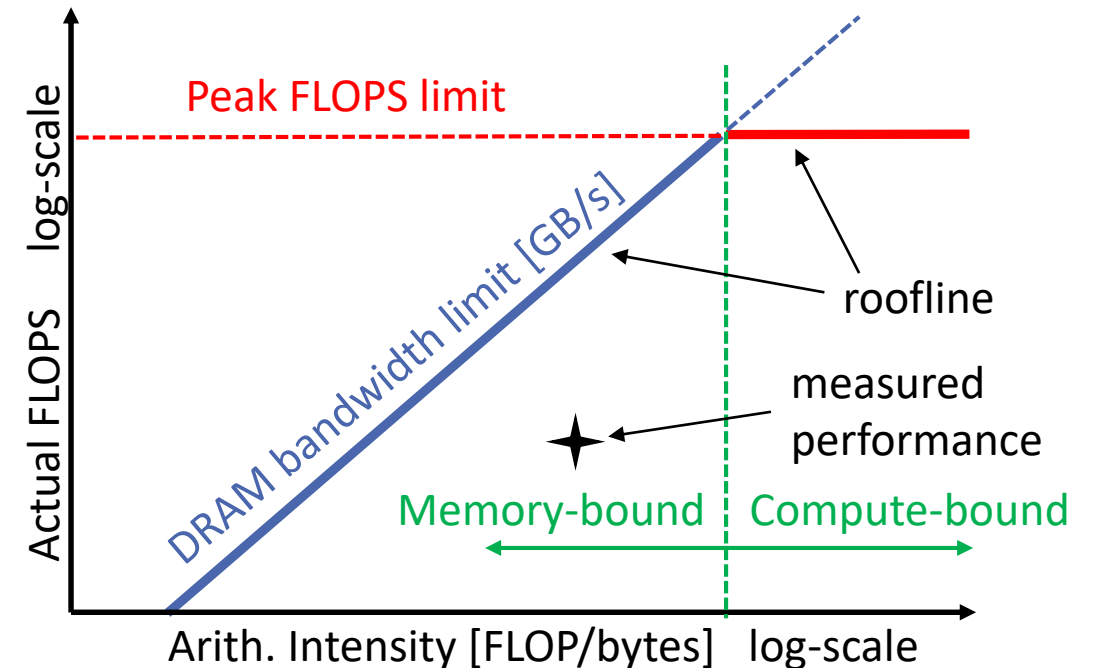 Peak FLOPS limit
Actual FLOPS log-scale
DRAM bandwidth limit [GB/s]
roofline
measured
performance
Memory-bound
Compute-bound
Arith. Intensity [FLOP/bytes] log-scale